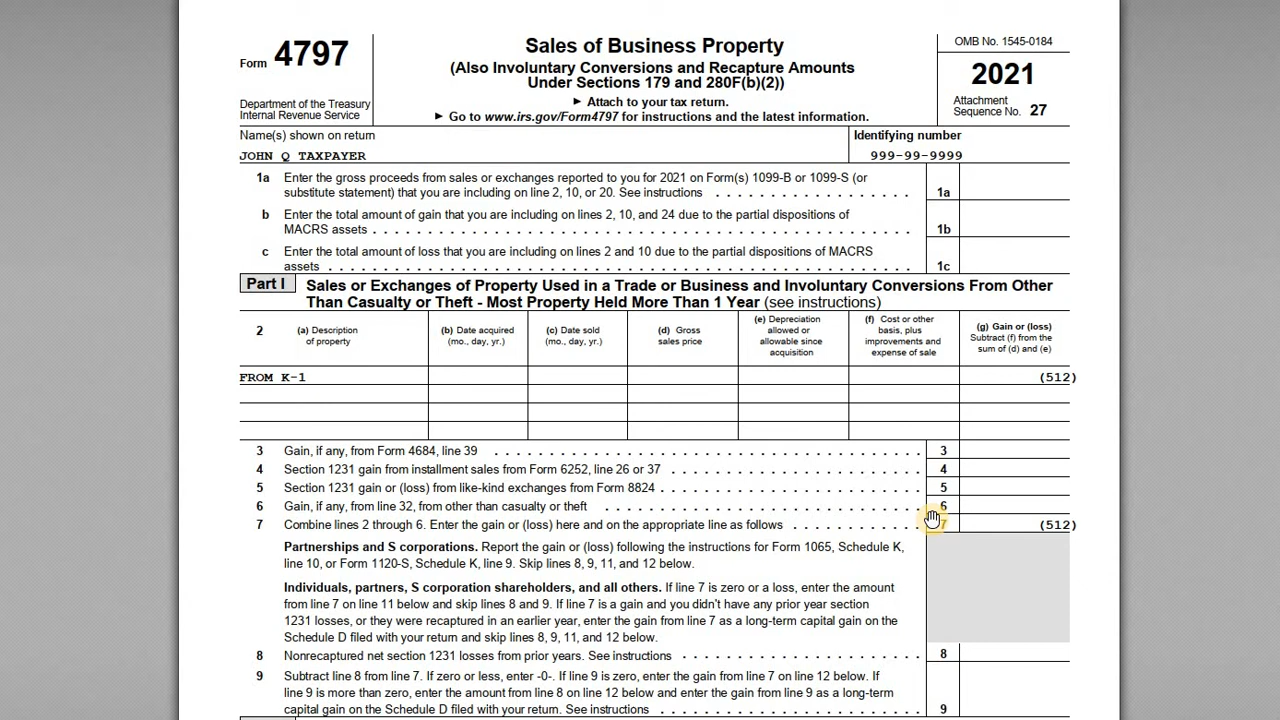 Form 4797
Department of the Treasury
Internal Revenue Service
Sales of Business Property
(Also Involuntary Conversions and Recapture Amounts
Under Sections 179 and 280F(b)(2))
► Attach to your tax return.
► Go to www.irs.gov/Form4797 for instructions and the latest information.
OMB No. 1545-0184
2021
Attachment
Sequence No. 27
Name(s) shown on return
JOHN Q TAXPAYER
Identifying number
999-99-9999
1a Enter the gross proceeds from sales or exchanges reported to you for 2021 on Form(s) 1099-B or 1099-S (or
substitute statement) that you are including on line 2, 10, or 20. See instructions . . . . . . . . . . . . . . . 1a
b Enter the total amount of gain that you are including on lines 2, 10, and 24 due to the partial dispositions of
MACRS assets . . . . . . . . . . . . . . . 1b
c Enter the total amount of loss that you are including on lines 2 and 10 due to the partial dispositions of MACRS
assets . . . . . . . . . . . . . . . 1c
Part I Sales or Exchanges of Property Used in a Trade or Business and Involuntary Conversions From Other
Than Casualty or Theft - Most Property Held More Than 1 Year (see instructions)
2 (a) Description
of property
(b) Date acquired
(mo., day, yr.)
(c) Date sold
(mo., day, yr.)
(d) Gross
sales price
(e) Depreciation
allowed or
allowable since
acquisition
(f) Cost or other
basis, plus
improvements and
expense of sale
(g) Gain or (loss)
Subtract (f) from the
sum of (d) and (e)
FROM K-1 (512)
3 Gain, if any, from Form 4684, line 39 . . . . . . . . . . . . . . . 3
4 Section 1231 gain from installment sales from Form 6252, line 26 or 37 . . . . . . . . . . . . . . . 4
5 Section 1231 gain or (loss) from like-kind exchanges from Form 8824 . . . . . . . . . . . . . . . 5
6 Gain, if any, from line 32, from other than casualty or theft . . . . . . . . . . . . . . . 6
7 Combine lines 2 through 6. Enter the gain or (loss) here and on the appropriate line as follows . . . . . . . . . . 7 (512)
Partnerships and S corporations. Report the gain or (loss) following the instructions for Form 1065, Schedule K,
line 10, or Form 1120-S, Schedule K, line 9. Skip lines 8, 9, 11, and 12 below.
Individuals, partners, S corporation shareholders, and all others. If line 7 is zero or a loss, enter the amount
from line 7 on line 11 below and skip lines 8 and 9. If line 7 is a gain and you didn't have any prior year section
1231 losses, or they were recaptured in an earlier year, enter the gain from line 7 as a long-term capital gain on the
Schedule D filed with your return and skip lines 8, 9, 11, and 12 below.
8 Nonrecaptured net section 1231 losses from prior years. See instructions . . . . . . . . . . . . . . . 8
9 Subtract line 8 from line 7. If zero or less, enter -0-. If line 9 is zero, enter the gain from line 7 on line 12 below. If
line 9 is more than zero, enter the amount from line 8 on line 12 below and enter the gain from line 9 as a long-term
capital gain on the Schedule D filed with your return. See instructions . . . . . . . . . . . . . . . 9